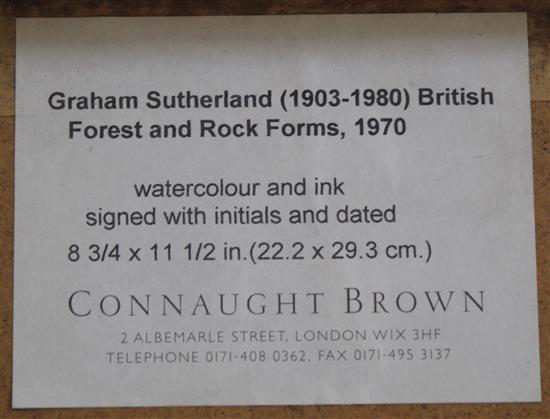 Graham Sutherland (1903-1980) British
Forest and Rock Forms, 1970
watercolour and ink
signed with initials and dated
8 3/4 x 11 1/2 in.(22.2 x 29.3 cm.)
CONNAUGHT BROWN
2 ALBEMARLE STREET, LONDON WIX 3HF
TELEPHONE 0171-408 0362, FAX 0171-495 3137